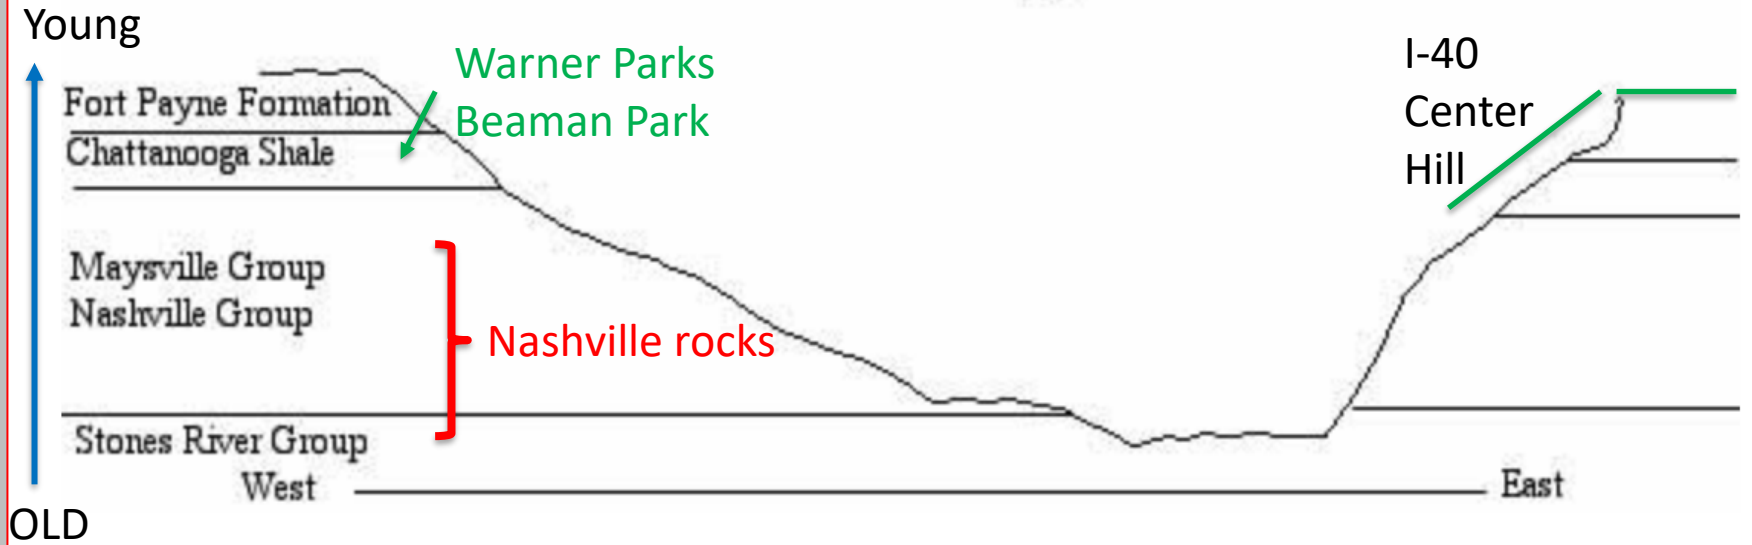 Young
Warner Parks
Beaman Park
I-40
Center
Hill
Fort Payne Formation
Chattanooga Shale
Maysville Group
Nashville Group
Nashville rocks
Stones River Group
West
East
OLD